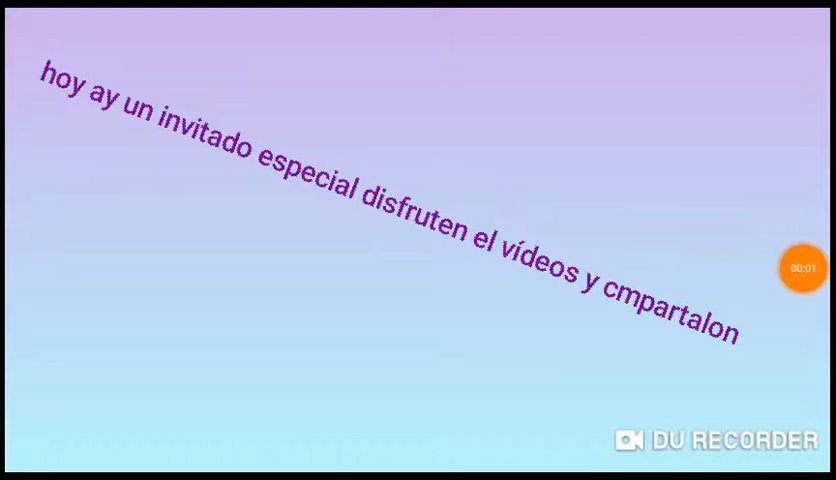 hoy ay un invitado especial disfruten el vídeos y cmpartalon
00:01
DU RECORDER